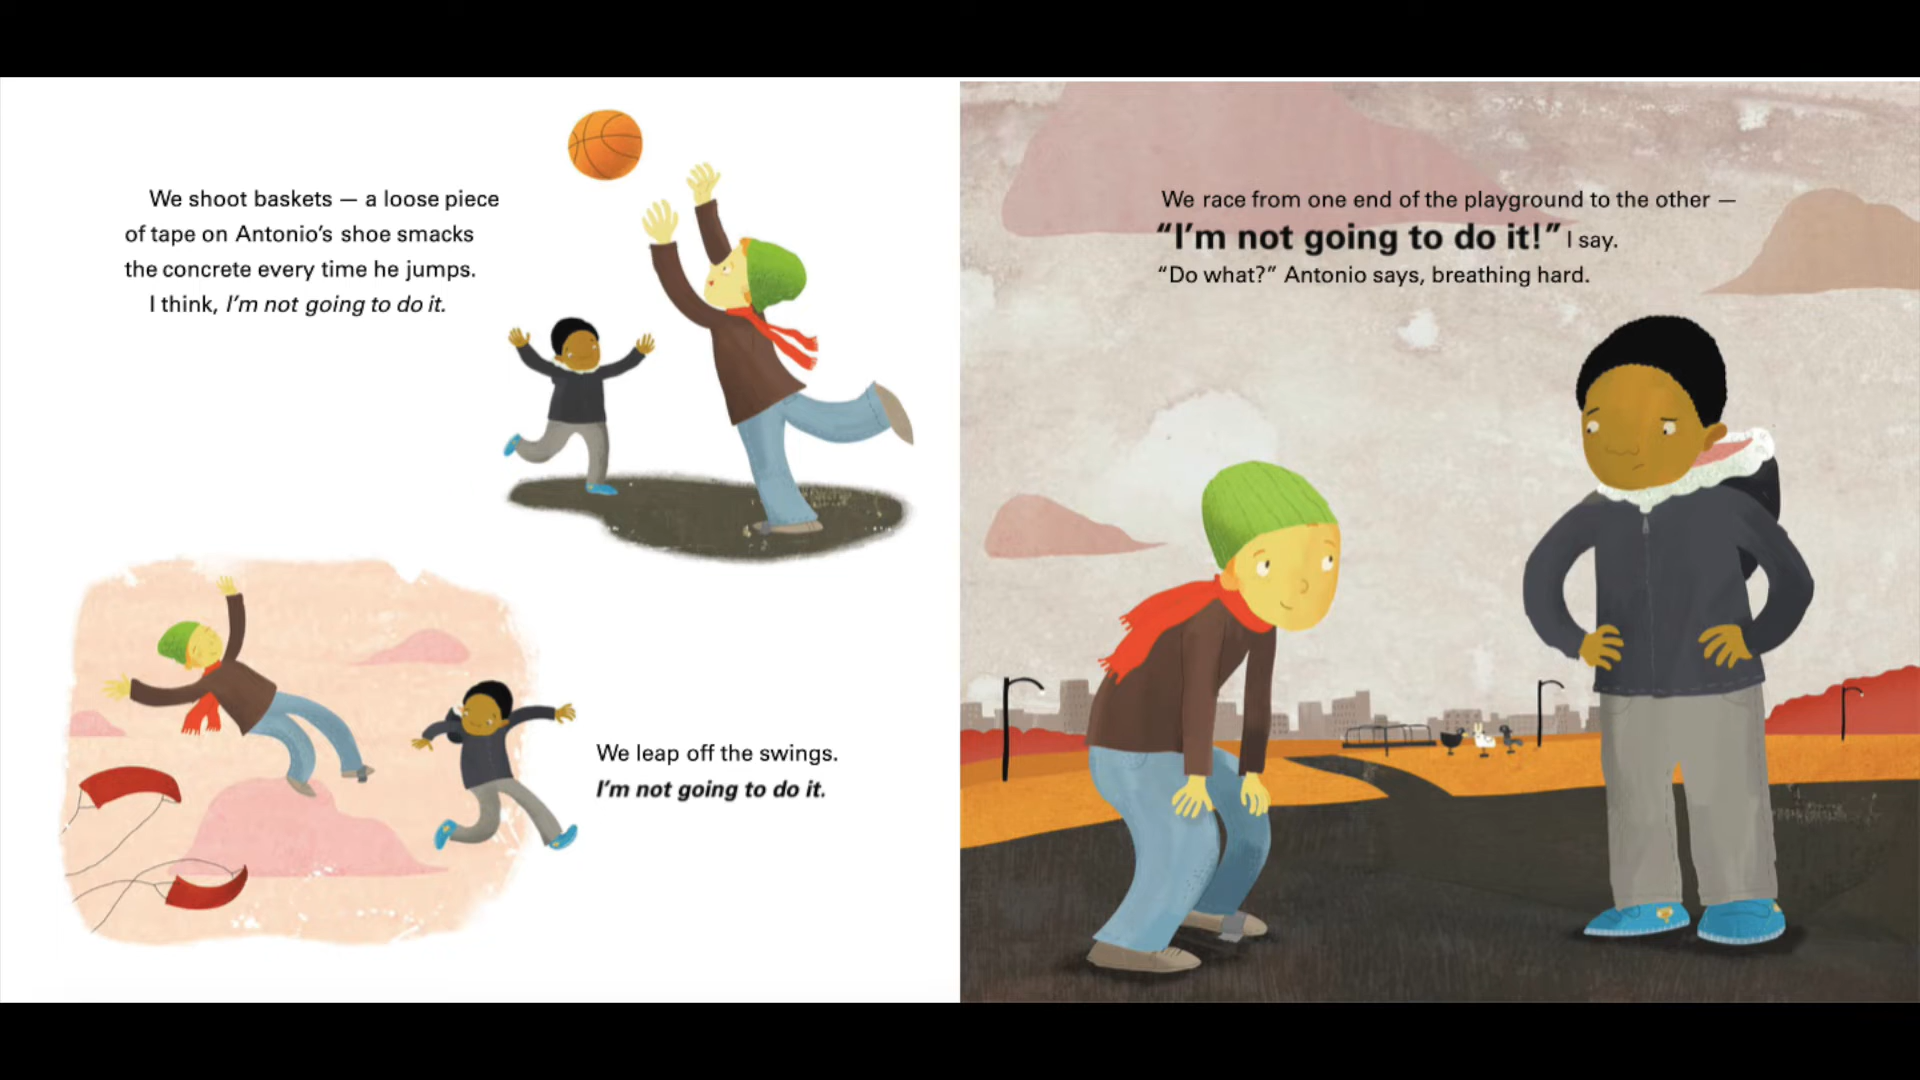 We shoot baskets — a loose piece
of tape on Antonio’s shoe smacks
the concrete every time he jumps.
I think, I’m not going to do it.
We leap off the swings.
I’m not going to do it.
We race from one end of the playground to the other —
“I’m not going to do it!” I say.
“Do what?” Antonio says, breathing hard.